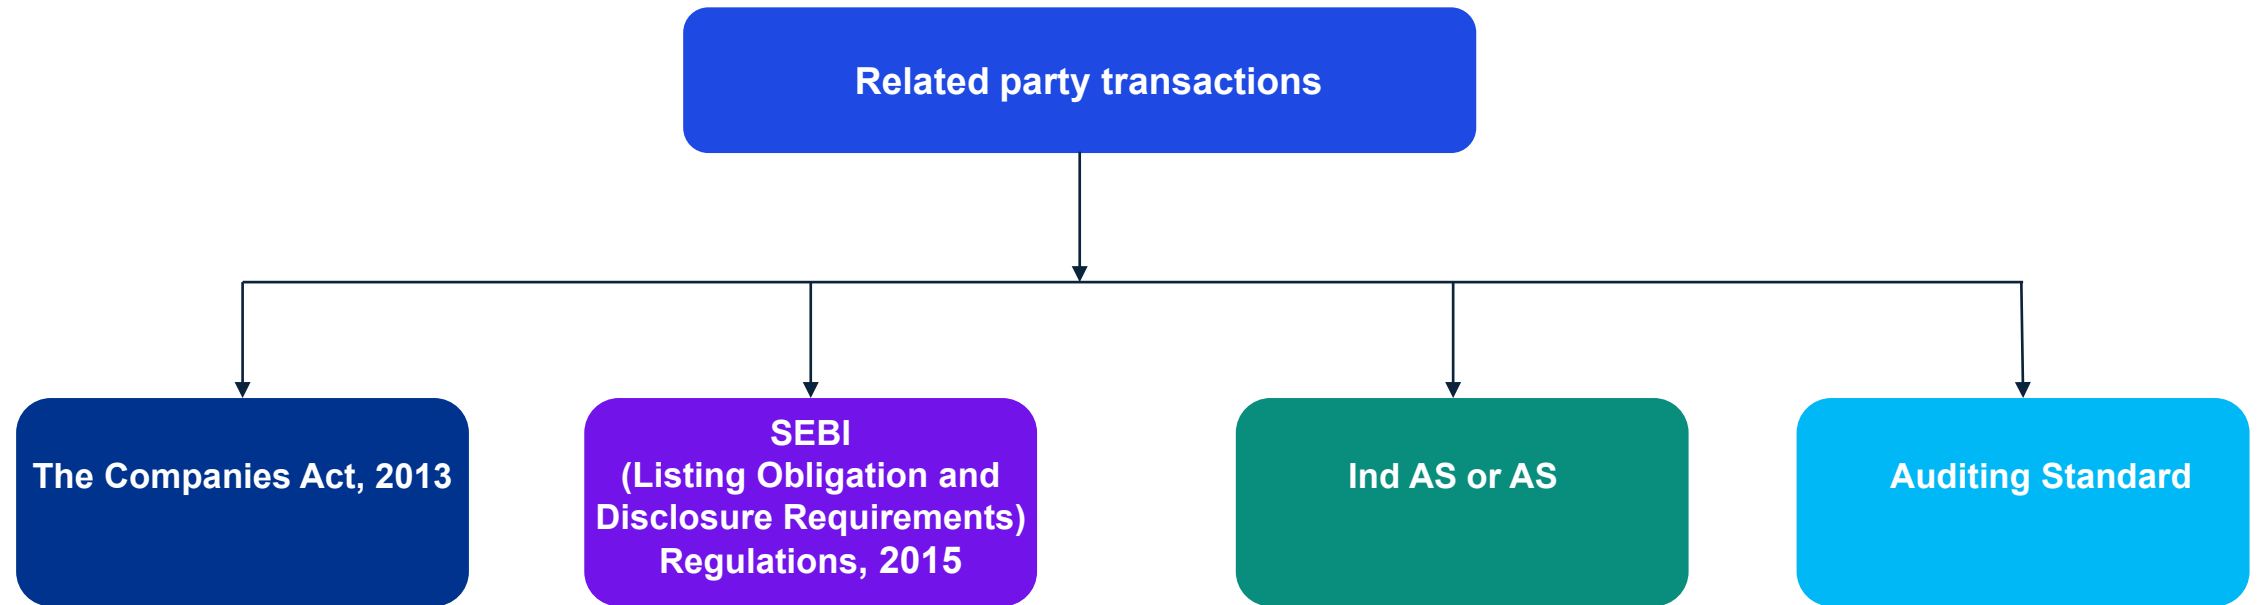 Related party transactions
The Companies Act, 2013
SEBI
(Listing Obligation and
Disclosure Requirements)
Regulations, 2015
Ind AS or AS
Auditing Standard